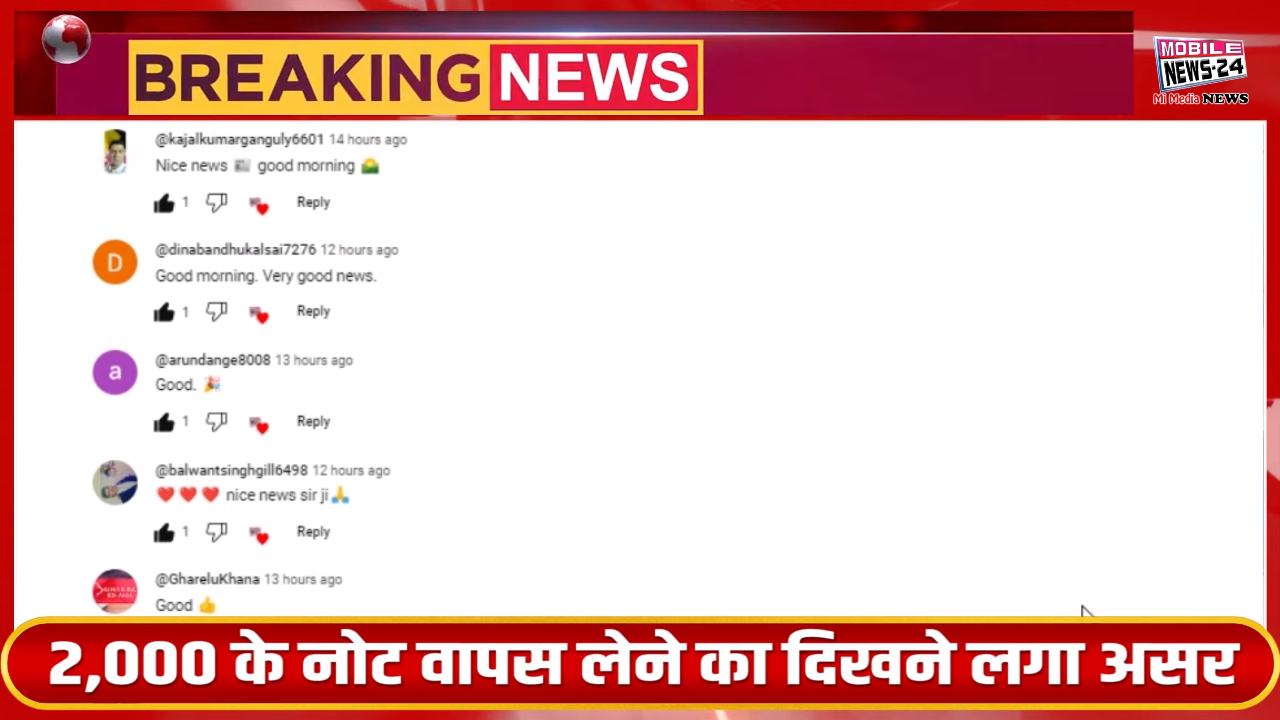 BREAKING NEWS
MOBILE
NEWS-24
Mi Media NEWS
@kajalkumarganguly6601 14 hours ago
Nice news 📰 good morning 🌄
1 Reply
@dinabandhukalsai7276 12 hours ago
Good morning. Very good news.
1 Reply
D
@arundange8008 13 hours ago
a
Good. 🎉
1 Reply
@balwantsinghgill6498 12 hours ago
❤️❤️❤️ nice news sir ji🙏
1 Reply
@GhareluKhana 13 hours ago
Good 👍
2,000 के नोट वापस लेने का दिखने लगा असर